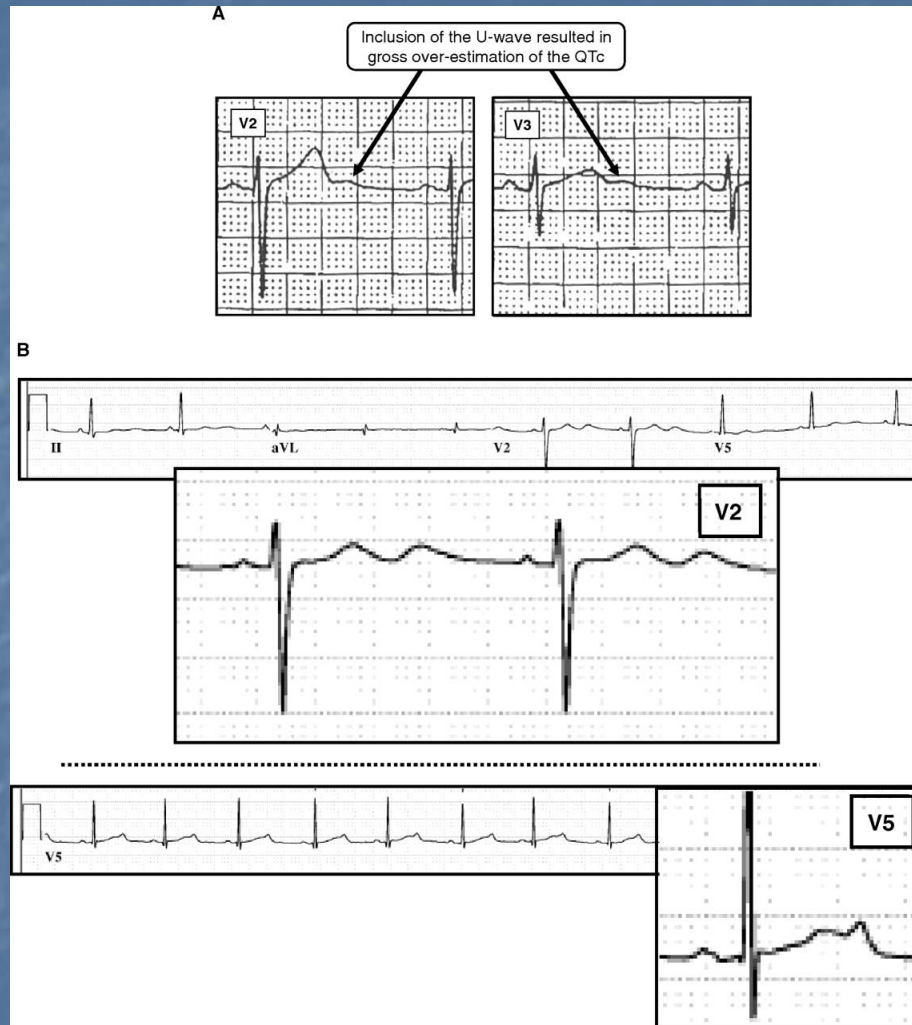 A
Inclusion of the U-wave resulted in
gross over-estimation of the QTc
V2
V3
B
II
aVL
V2
V5
V2
V5
V5